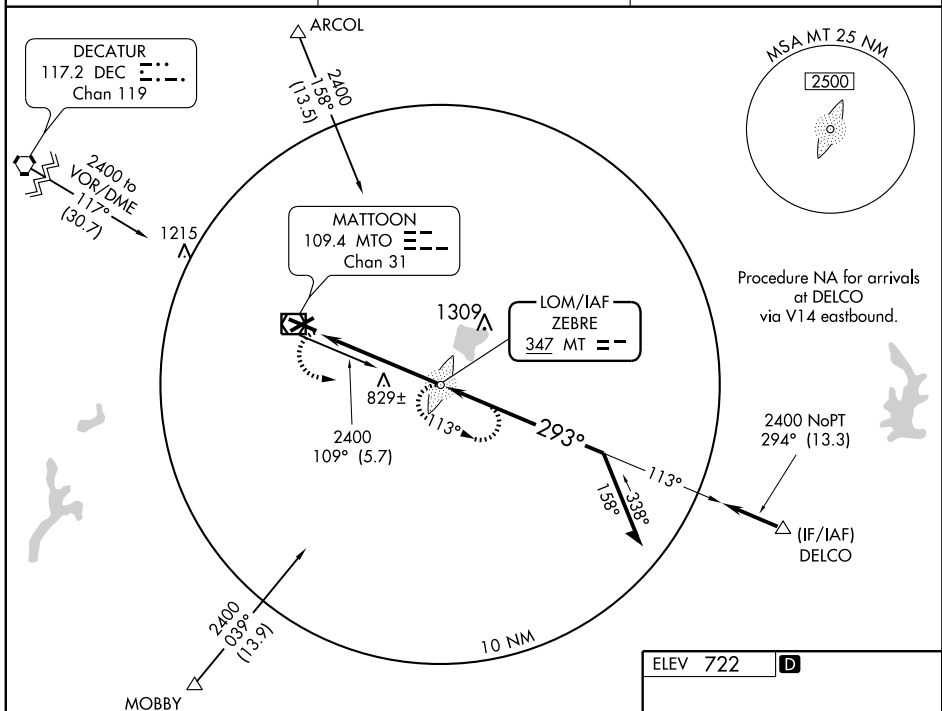 ARCOL
2400
158°
(13.5)
DECATUR
117.2 DEC
Chan 119
2400 to
VOR/DME
117°
(30.7)
1215
MSA MT 25 NM
2500
MATTOON
109.4 MTO
Chan 31
1309
LOM/IAF
ZEBRE
347 MT
Procedure NA for arrivals
at DELCO
via V14 eastbound.
829±
113°
2400
109° (5.7)
293°
2400 NoPT
294° (13.3)
113°
338°
158°
(IF/IAF)
DELCO
2400
039°
(13.9)
MOBBY
10 NM
ELEV 722 D